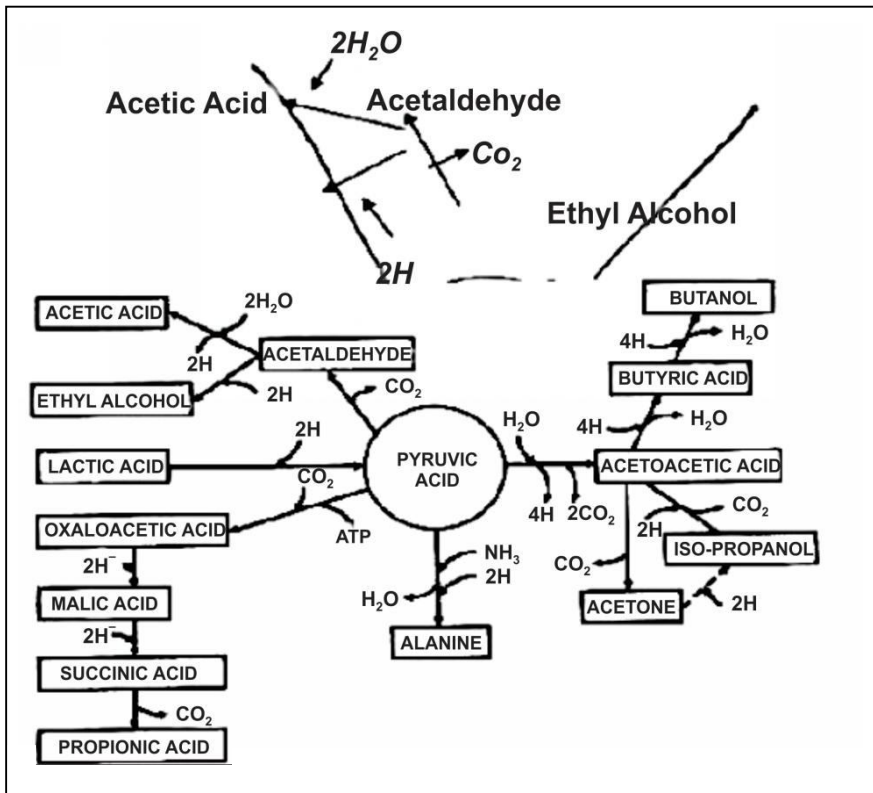 2H₂O
Acetic Acid Acetaldehyde
Co₂
Ethyl Alcohol
2H
BUTANOL
ACETIC ACID 2H₂O
4H H₂O
2H ACETALDEHYDE
BUTYRIC ACID
ETHYL ALCOHOL 2H CO₂
H₂O 4H H₂O
2H
LACTIC ACID PYRUVIC ACID ACETOACETIC ACID
CO₂
4H 2CO₂ 2H CO₂
OXALOACETIC ACID ATP
ISO-PROPANOL
2H⁻ NH₃ CO₂
2H
H₂O
MALIC ACID ACETONE 2H
2H⁻
ALANINE
SUCCINIC ACID
CO₂
PROPIONIC ACID